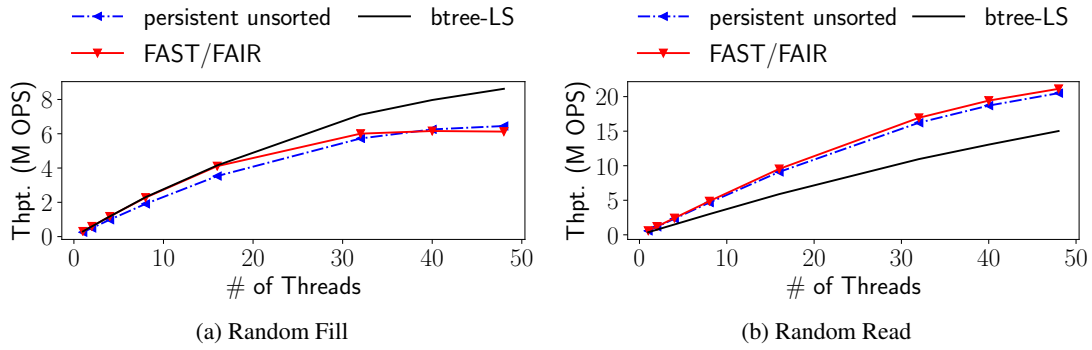 persistent unsorted
btree-LS
FAST/FAIR
Thpt. (M OPS)
8
6
4
2
0
0 10 20 30 40 50
# of Threads
(a) Random Fill
persistent unsorted
btree-LS
FAST/FAIR
Thpt. (M OPS)
20
15
10
5
0
0 10 20 30 40 50
# of Threads
(b) Random Read